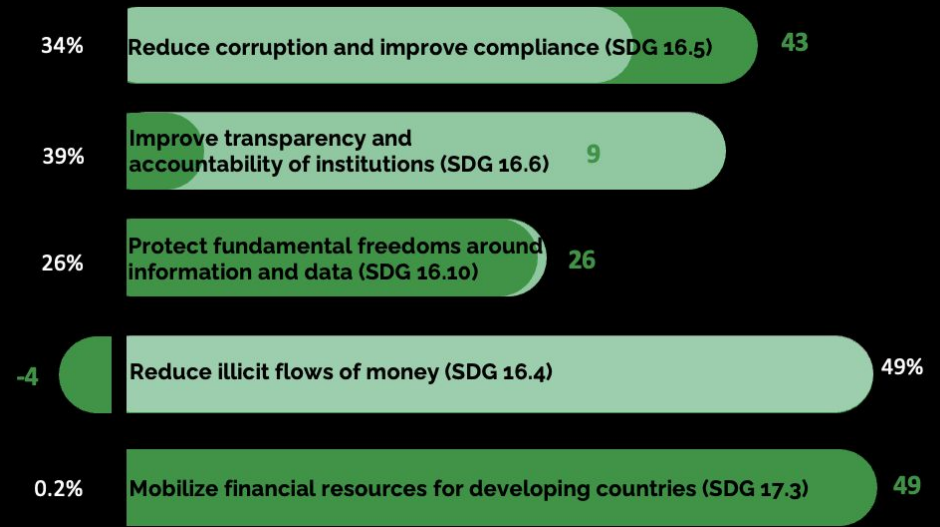 34%
Reduce corruption and improve compliance (SDG 16.5)
43
39%
Improve transparency and
accountability of institutions (SDG 16.6)
9
26%
Protect fundamental freedoms around
information and data (SDG 16.10)
26
-4
Reduce illicit flows of money (SDG 16.4)
49%
0.2%
Mobilize financial resources for developing countries (SDG 17.3)
49